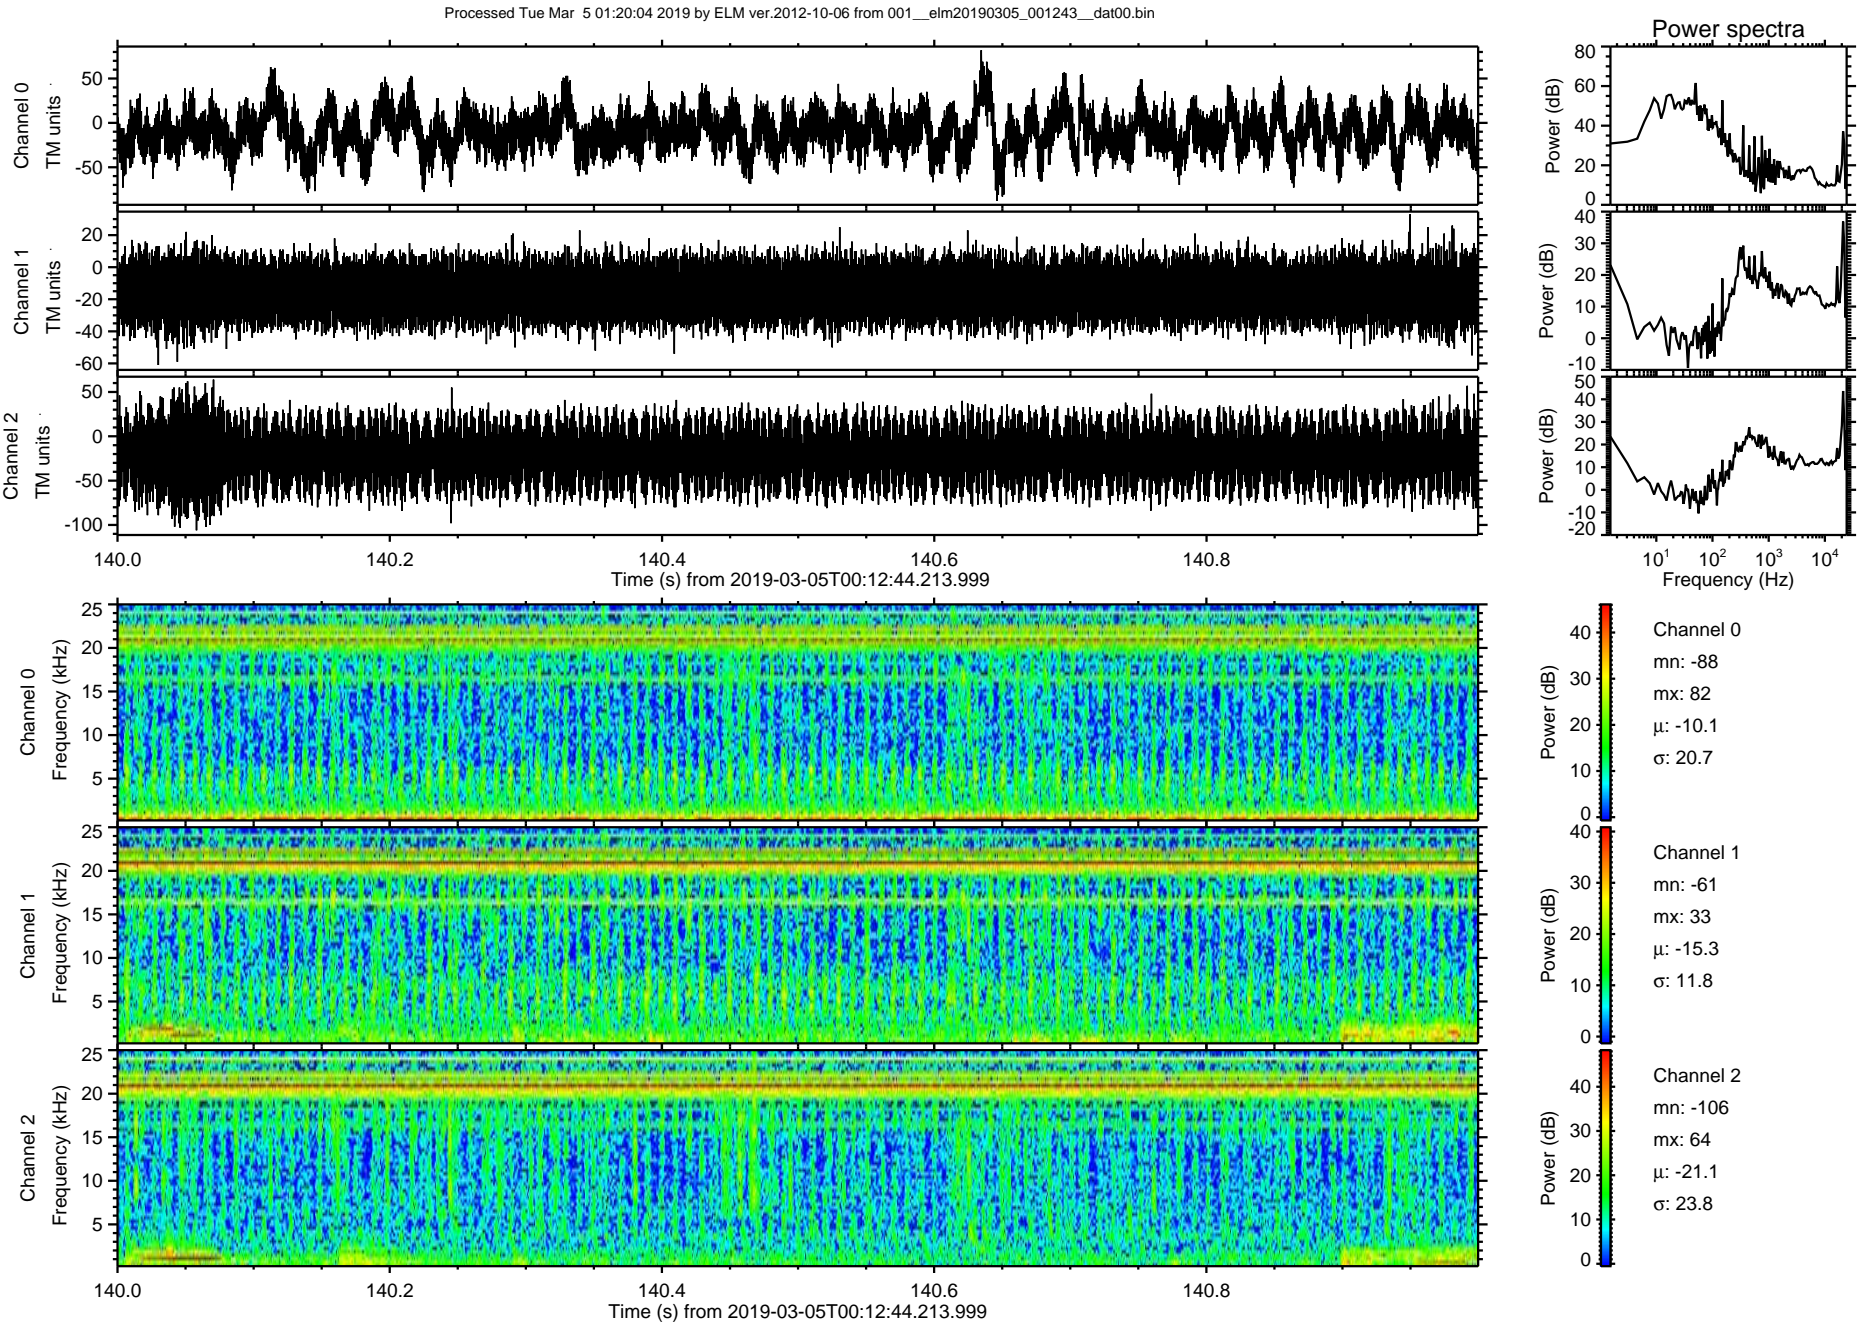 Processed Tue Mar  5 01:20:04 2019 by ELM ver.2012-10-06 from 001__elm20190305_001243__dat00.bin
Power spectra
Channel 0
TM units
50
0
-50
Power (dB)
80
60
40
20
0
Channel 1
TM units
20
0
-20
-40
-60
Power (dB)
40
30
20
10
0
-10
Channel 2
TM units
50
0
-50
-100
Power (dB)
50
40
30
20
10
0
-10
-20
140.0 140.2 140.4 140.6 140.8
Time (s) from 2019-03-05T00:12:44.213.999
10^1 10^2 10^3 10^4
Frequency (Hz)
Channel 0
Frequency (kHz)
25
20
15
10
5
Power (dB)
40
30
20
10
0
Channel 0
mn: -88
mx: 82
μ: -10.1
σ: 20.7
Channel 1
Frequency (kHz)
25
20
15
10
5
Power (dB)
40
30
20
10
0
Channel 1
mn: -61
mx: 33
μ: -15.3
σ: 11.8
Channel 2
Frequency (kHz)
25
20
15
10
5
Power (dB)
40
30
20
10
0
Channel 2
mn: -106
mx: 64
μ: -21.1
σ: 23.8
140.0 140.2 140.4 140.6 140.8
Time (s) from 2019-03-05T00:12:44.213.999